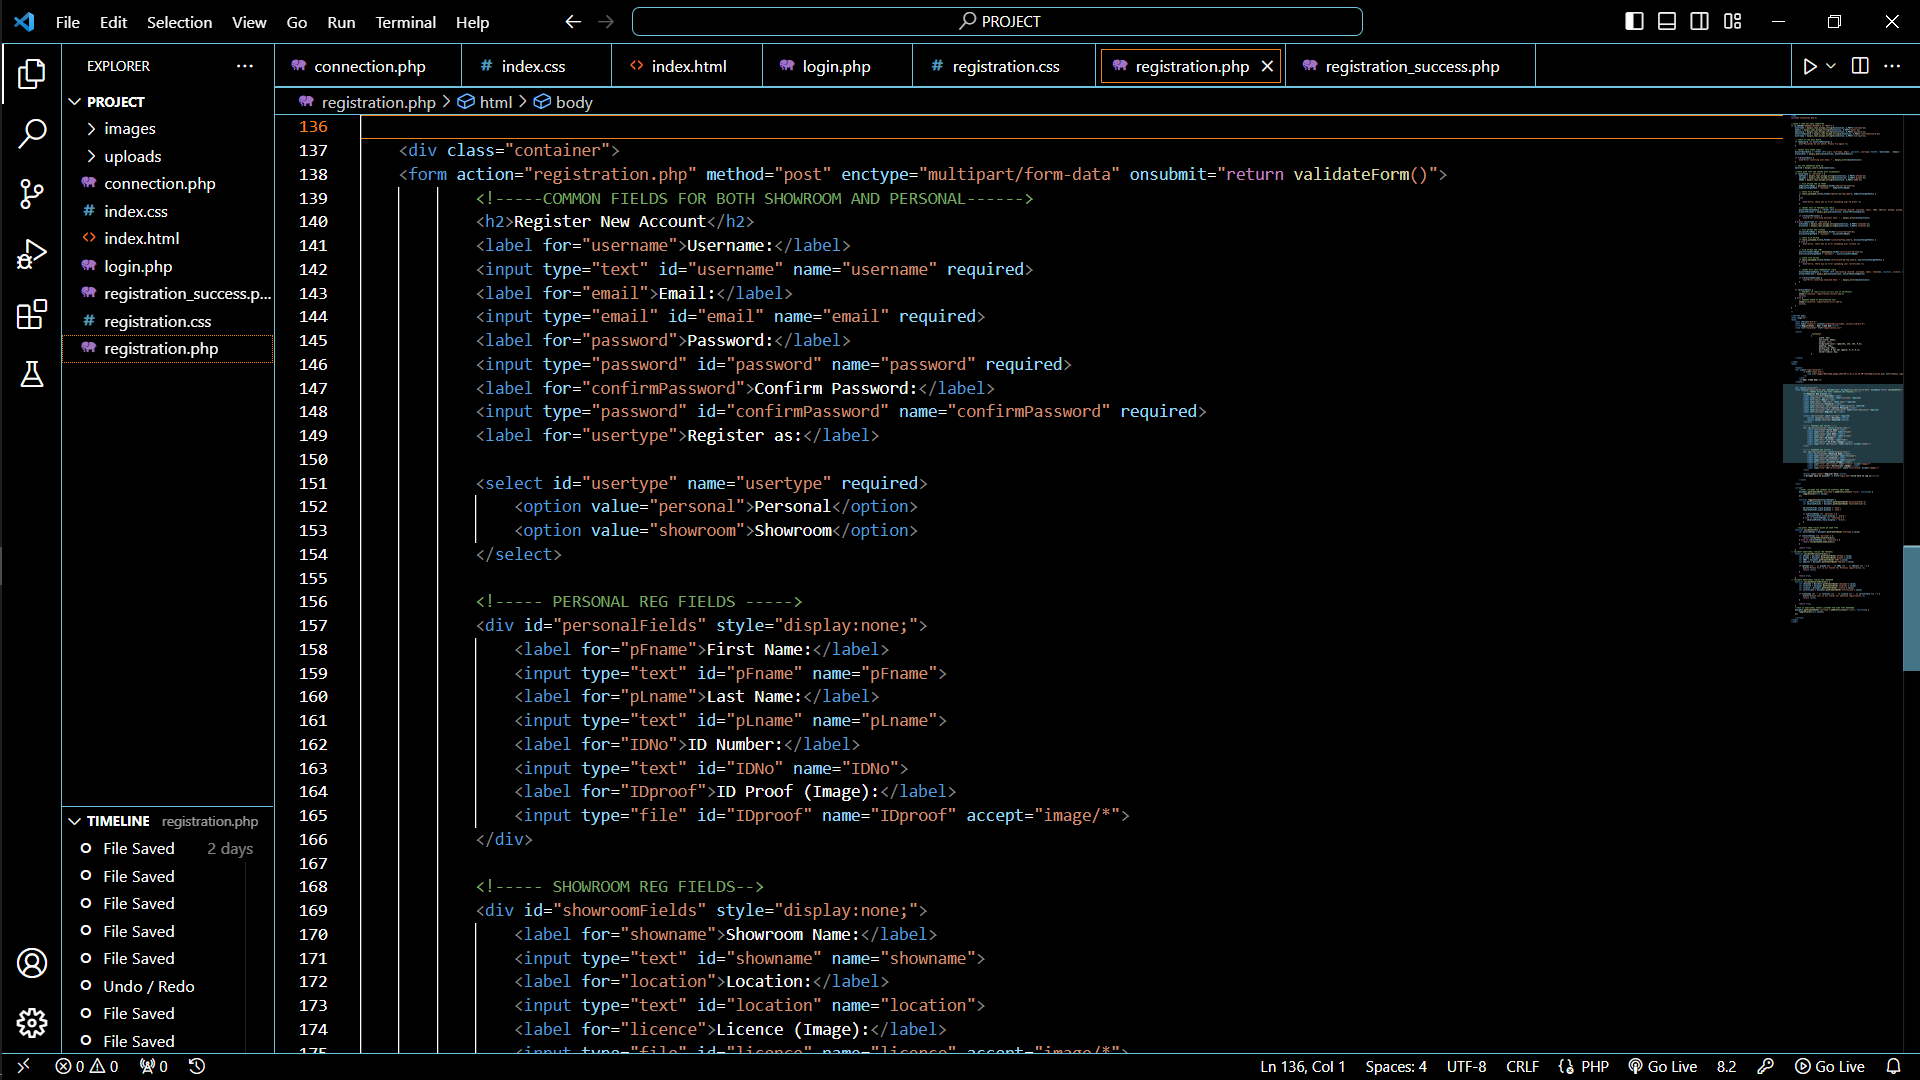 File Edit Selection View Go Run Terminal Help
PROJECT
EXPLORER
connection.php
index.css
index.html
login.php
registration.css
registration.php
registration_success.php
registration.php > html > body
PROJECT
images
uploads
connection.php
index.css
index.html
login.php
registration_success.p...
registration.css
registration.php
TIMELINE registration.php
File Saved 2 days
File Saved
File Saved
File Saved
File Saved
Undo / Redo
File Saved
File Saved
136
137 <div class="container">
138 <form action="registration.php" method="post" enctype="multipart/form-data" onsubmit="return validateForm()">
139 <!-----COMMON FIELDS FOR BOTH SHOWROOM AND PERSONAL------>
140 <h2>Register New Account</h2>
141 <label for="username">Username:</label>
142 <input type="text" id="username" name="username" required>
143 <label for="email">Email:</label>
144 <input type="email" id="email" name="email" required>
145 <label for="password">Password:</label>
146 <input type="password" id="password" name="password" required>
147 <label for="confirmPassword">Confirm Password:</label>
148 <input type="password" id="confirmPassword" name="confirmPassword" required>
149 <label for="usertype">Register as:</label>
150
151 <select id="usertype" name="usertype" required>
152 <option value="personal">Personal</option>
153 <option value="showroom">Showroom</option>
154 </select>
155
156 <!----- PERSONAL REG FIELDS ----->
157 <div id="personalFields" style="display:none;">
158 <label for="pFname">First Name:</label>
159 <input type="text" id="pFname" name="pFname">
160 <label for="pLname">Last Name:</label>
161 <input type="text" id="pLname" name="pLname">
162 <label for="IDNo">ID Number:</label>
163 <input type="text" id="IDNo" name="IDNo">
164 <label for="IDproof">ID Proof (Image):</label>
165 <input type="file" id="IDproof" name="IDproof" accept="image/*">
166 </div>
167
168 <!----- SHOWROOM REG FIELDS-->
169 <div id="showroomFields" style="display:none;">
170 <label for="showname">Showroom Name:</label>
171 <input type="text" id="showname" name="showname">
172 <label for="location">Location:</label>
173 <input type="text" id="location" name="location">
174 <label for="licence">Licence (Image):</label>
175 <input type="file" id="licence" name="licence" accept="image/*">
0 0 0
Ln 136, Col 1 Spaces: 4 UTF-8 CRLF PHP Go Live 8.2 Go Live